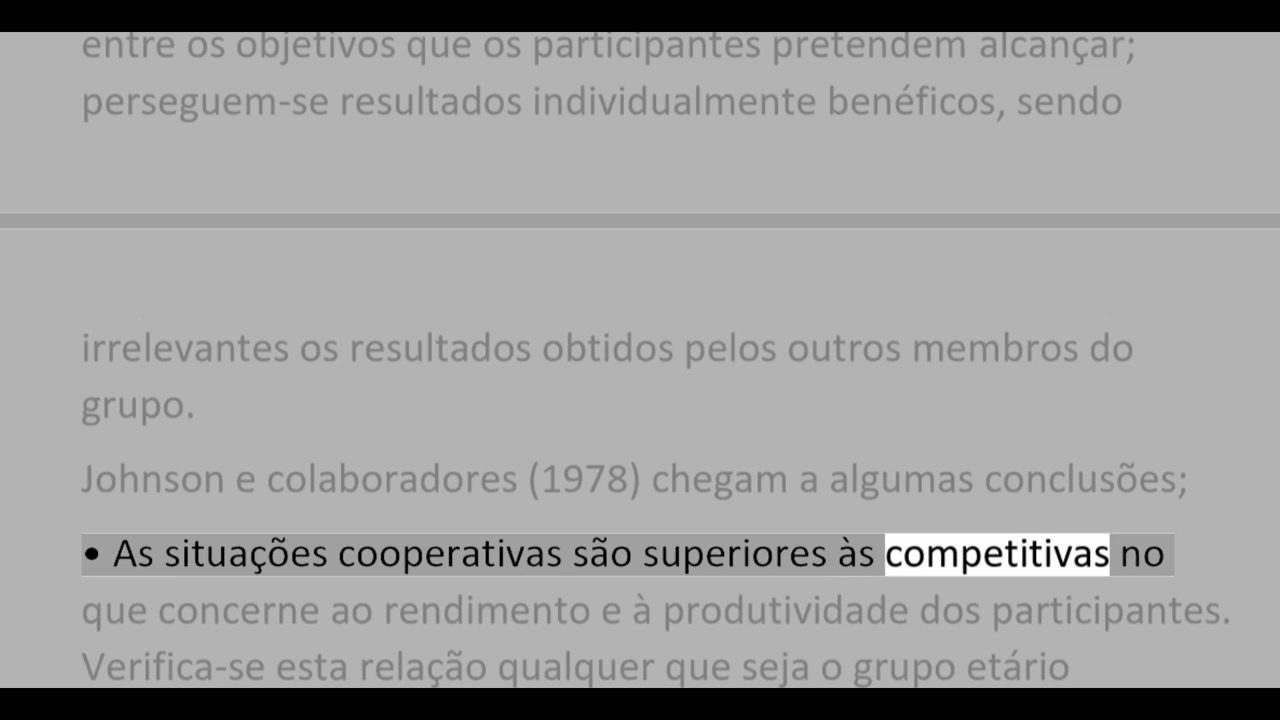 entre os objetivos que os participantes pretendem alcançar;
perseguem-se resultados individualmente benéficos, sendo
irrelevantes os resultados obtidos pelos outros membros do
grupo.
Johnson e colaboradores (1978) chegam a algumas conclusões;
• As situações cooperativas são superiores às competitivas no
que concerne ao rendimento e à produtividade dos participantes.
Verifica-se esta relação qualquer que seja o grupo etário